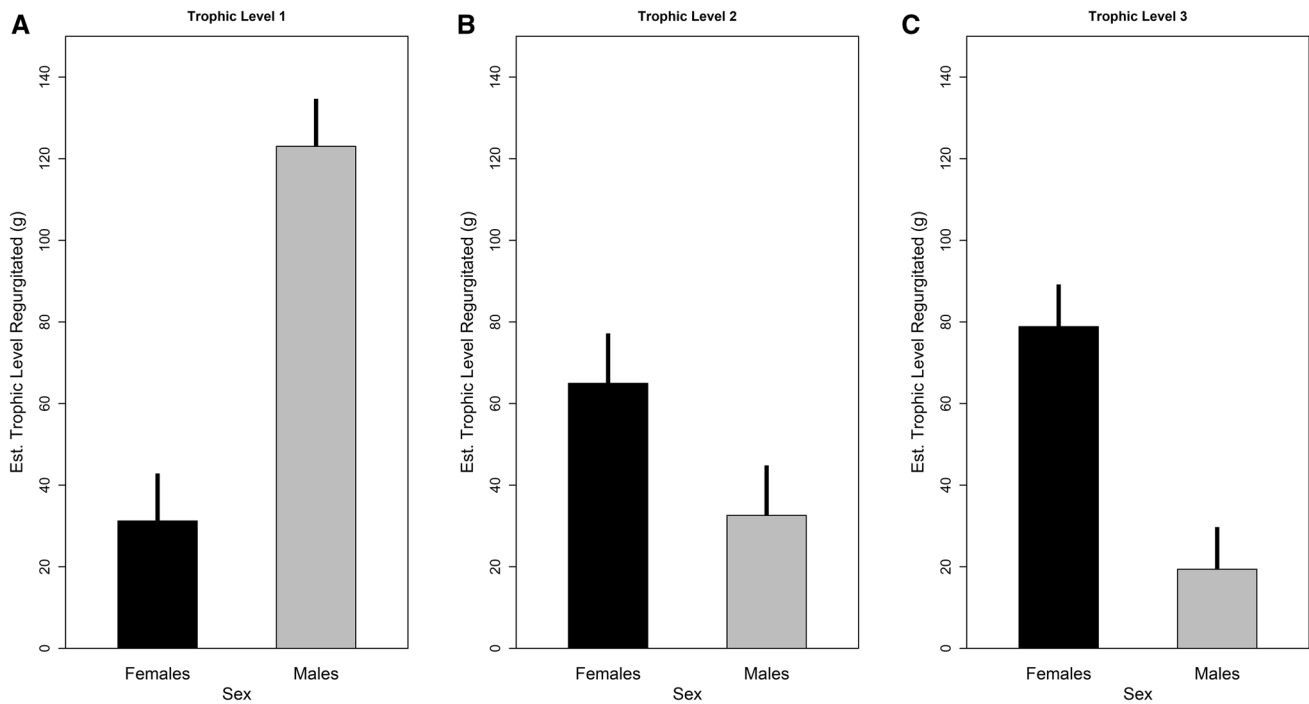 A
Trophic Level 1
Est. Trophic Level Regurgitated (g)
140
120
100
80
60
40
20
0
Females
Males
Sex
B
Trophic Level 2
Est. Trophic Level Regurgitated (g)
140
120
100
80
60
40
20
0
Females
Males
Sex
C
Trophic Level 3
Est. Trophic Level Regurgitated (g)
140
120
100
80
60
40
20
0
Females
Males
Sex